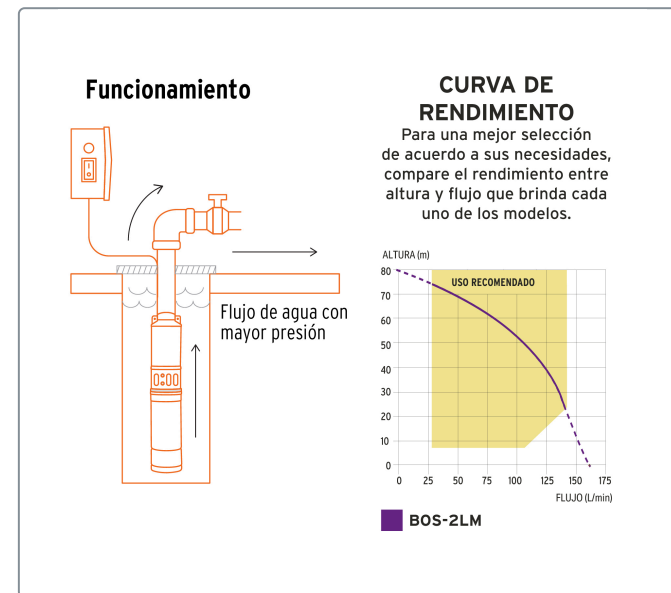 Funcionamiento
Flujo de agua con
mayor presión
CURVA DE
RENDIMIENTO
Para una mejor selección
de acuerdo a sus necesidades,
compare el rendimiento entre
altura y flujo que brinda cada
uno de los modelos.
ALTURA (m)
USO RECOMENDADO
80
70
60
50
40
30
20
10
0
0 25 50 75 100 125 150 175
FLUJO (L/min)
BOS-2LM